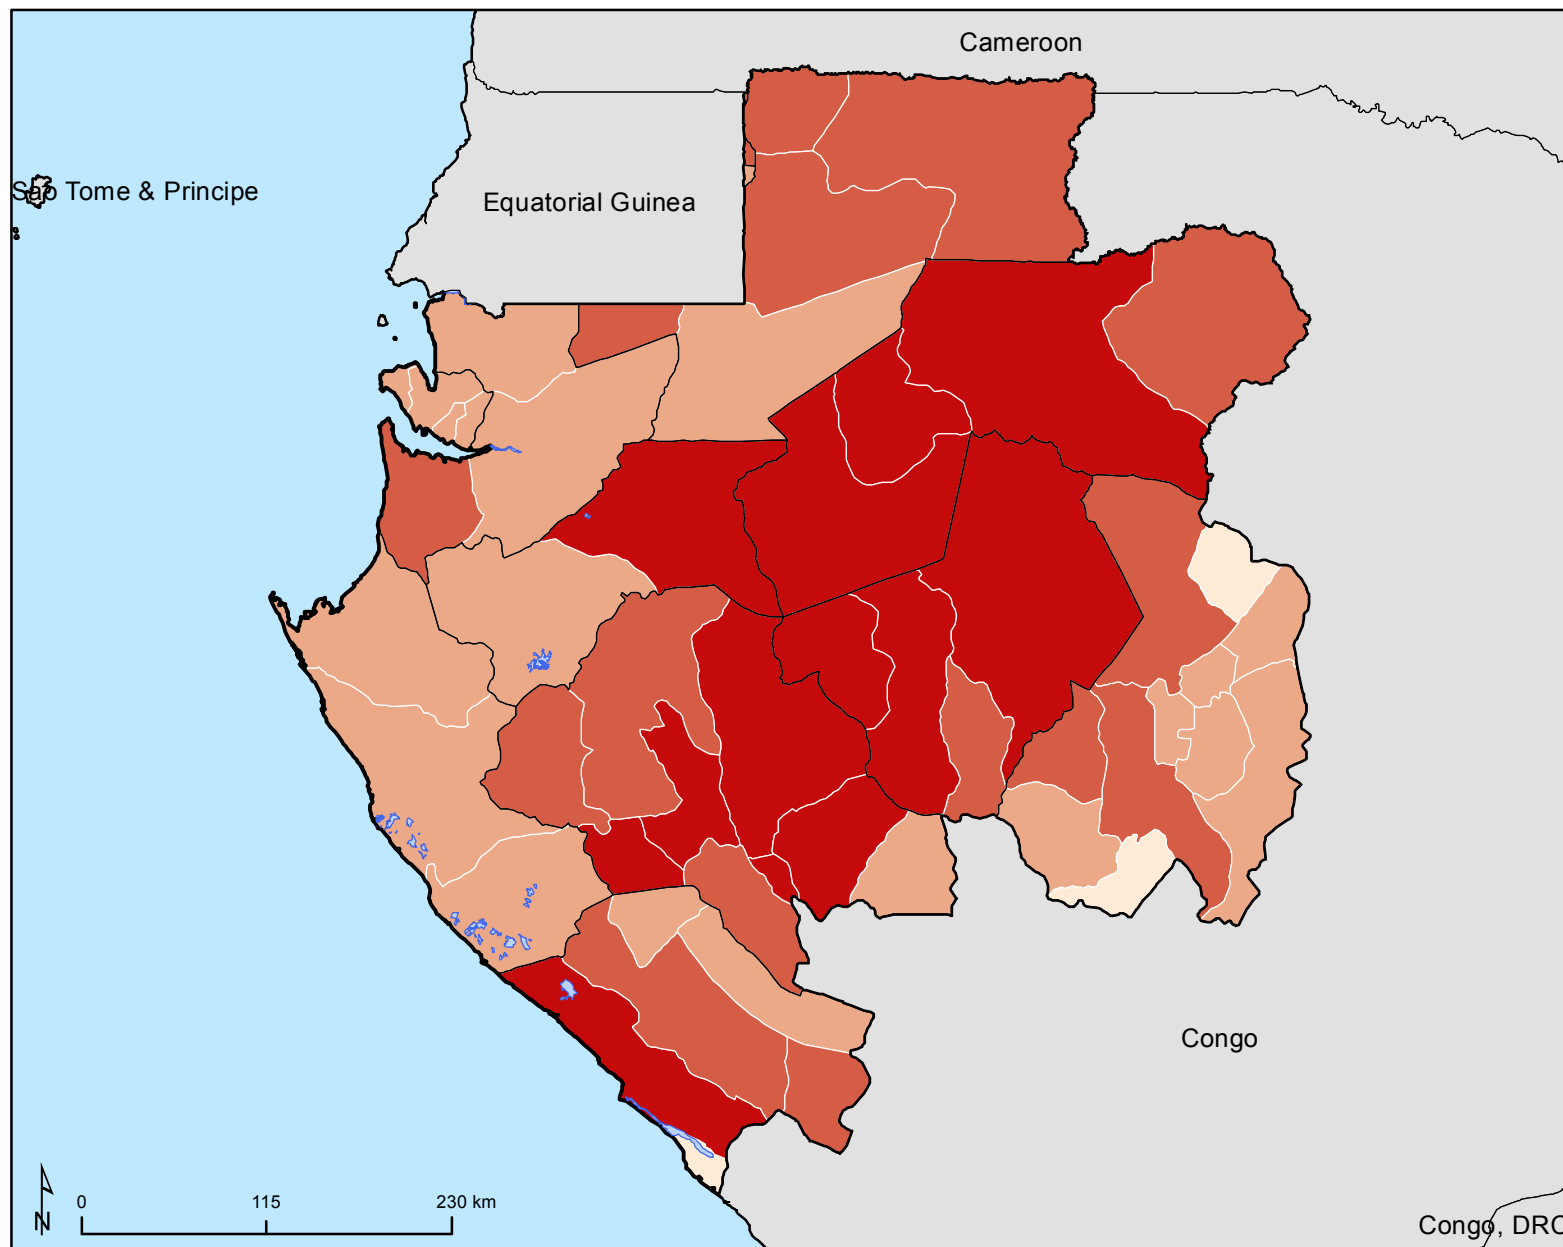 Cameroon
Sao Tome & Principe
Equatorial Guinea
Congo
0 115 230 km
N
Congo, DRC